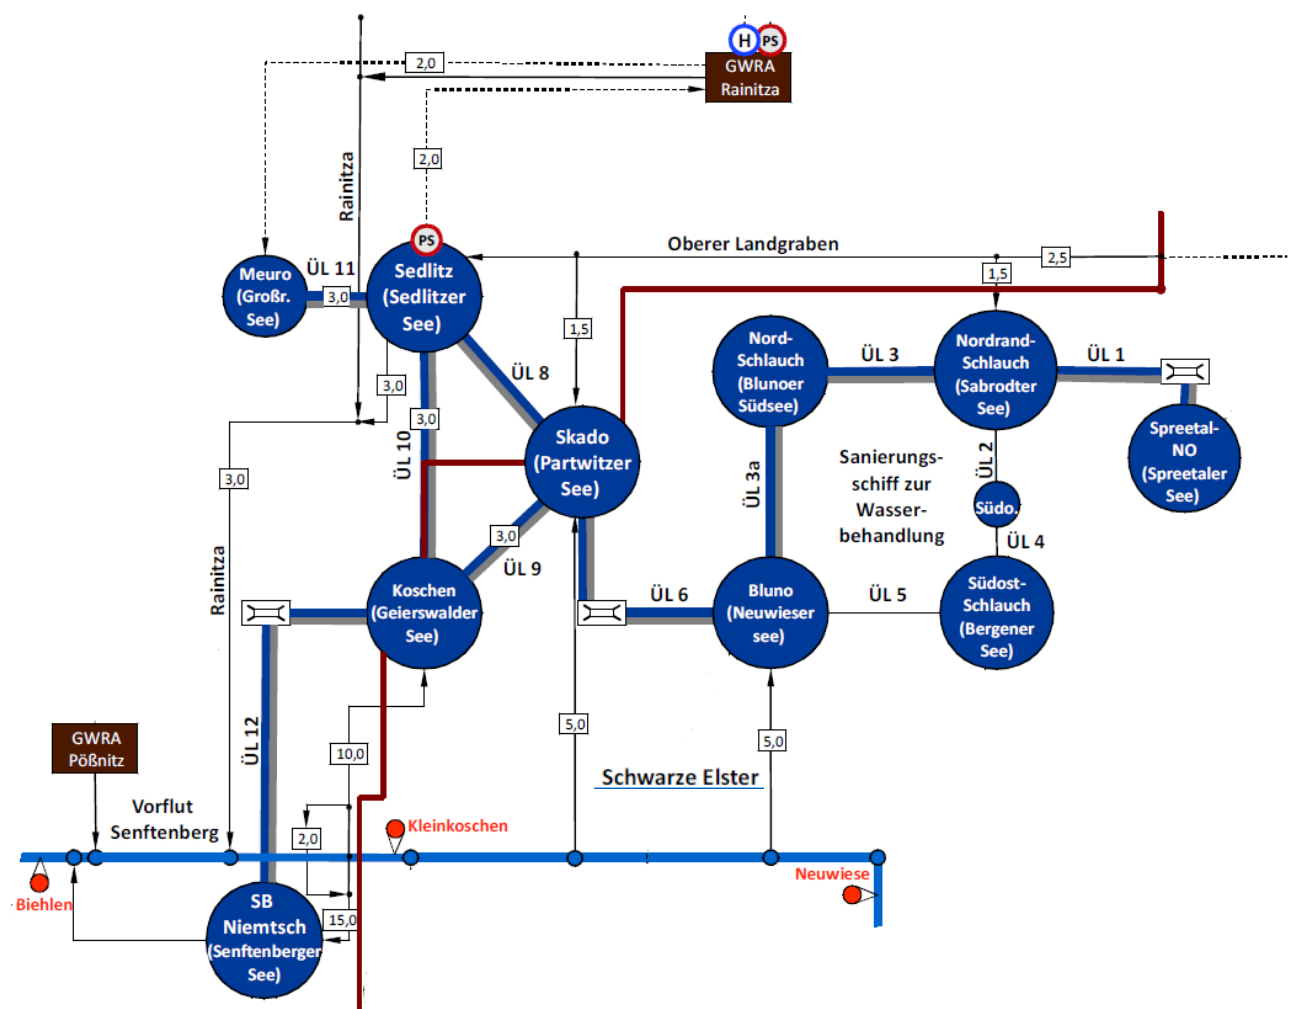 H
PS
GWRA
Rainitza
2,0
2,0
Rainitza
PS
Oberer Landgraben
2,5
1,5
ÜL 11
3,0
Meuro
(Großr.
See)
Sedlitz
(Sedlitzer
See)
1,5
ÜL 8
3,0
3,0
ÜL 10
Nord-
Schlauch
(Blunoer
Südsee)
ÜL 3
Nordrand-
Schlauch
(Sabrodter
See)
ÜL 1
Spreetal-
NO
(Spreetaler
See)
Skado
(Partwitzer
See)
3,0
ÜL 3a
Sanierungs-
schiff zur
Wasser-
behandlung
ÜL 2
Südo.
ÜL 4
3,0
ÜL 9
Rainitza
Koschen
(Geierswalder
See)
ÜL 6
Bluno
(Neuwieser
see)
ÜL 5
Südost-
Schlauch
(Bergener
See)
ÜL 12
GWRA
Pößnitz
10,0
5,0
5,0
Schwarze Elster
Vorflut
Senftenberg
2,0
Kleinkoschen
Neuwiese
Biehlen
SB
Niemtsch
(Senftenberger
See)
15,0